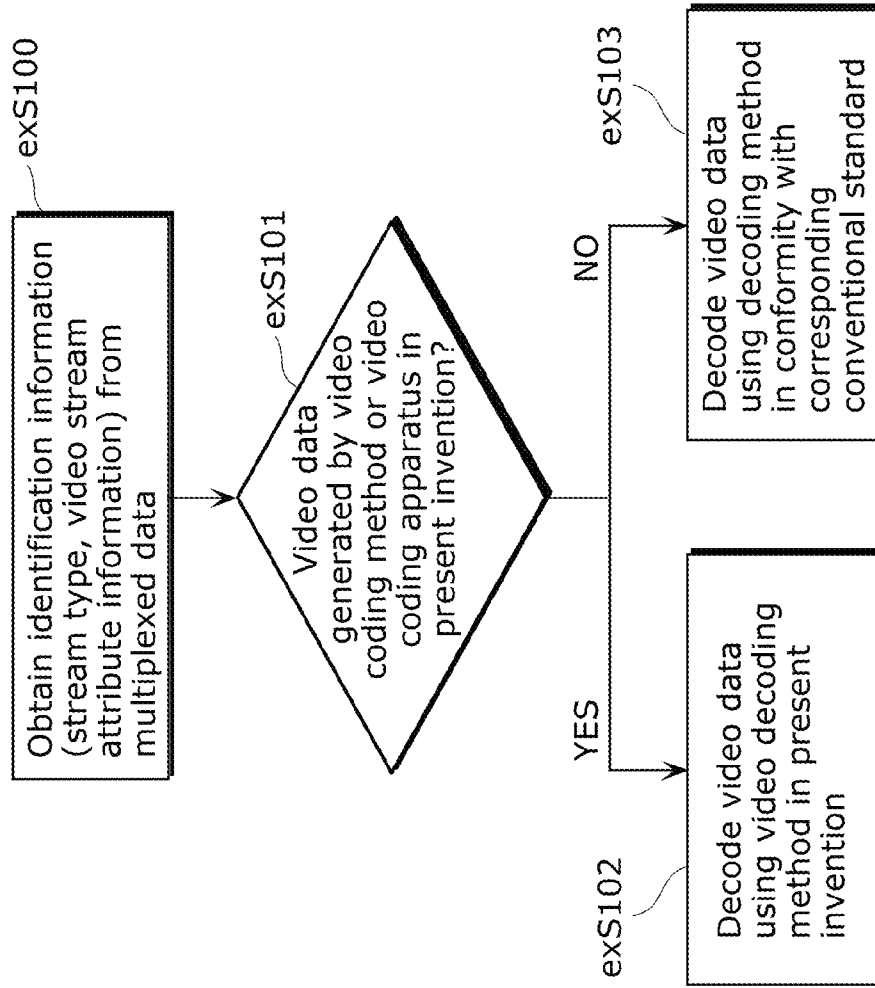 exS100
Obtain identification information
(stream type, video stream
attribute information) from
multiplexed data
exS101
Video data
generated by video
coding method or video
coding apparatus in
present invention?
YES
NO
exS102
Decode video data
using video decoding
method in present
invention
exS103
Decode video data
using decoding method
in conformity with
corresponding
conventional standard